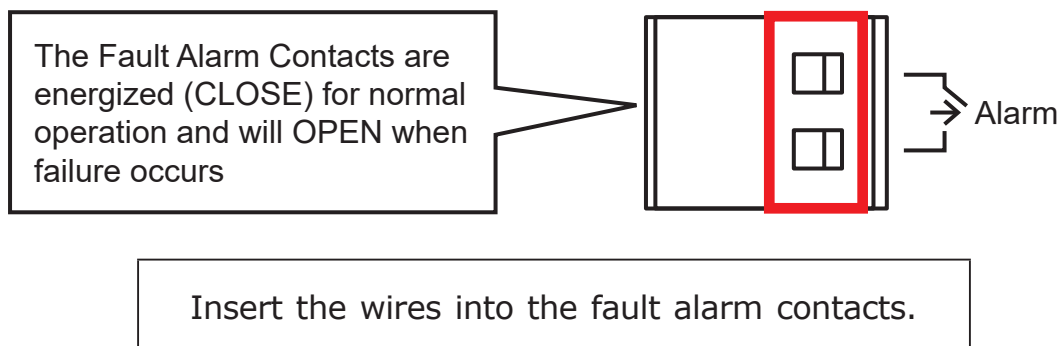 The Fault Alarm Contacts are
energized (CLOSE) for normal
operation and will OPEN when
failure occurs
Alarm
Insert the wires into the fault alarm contacts.